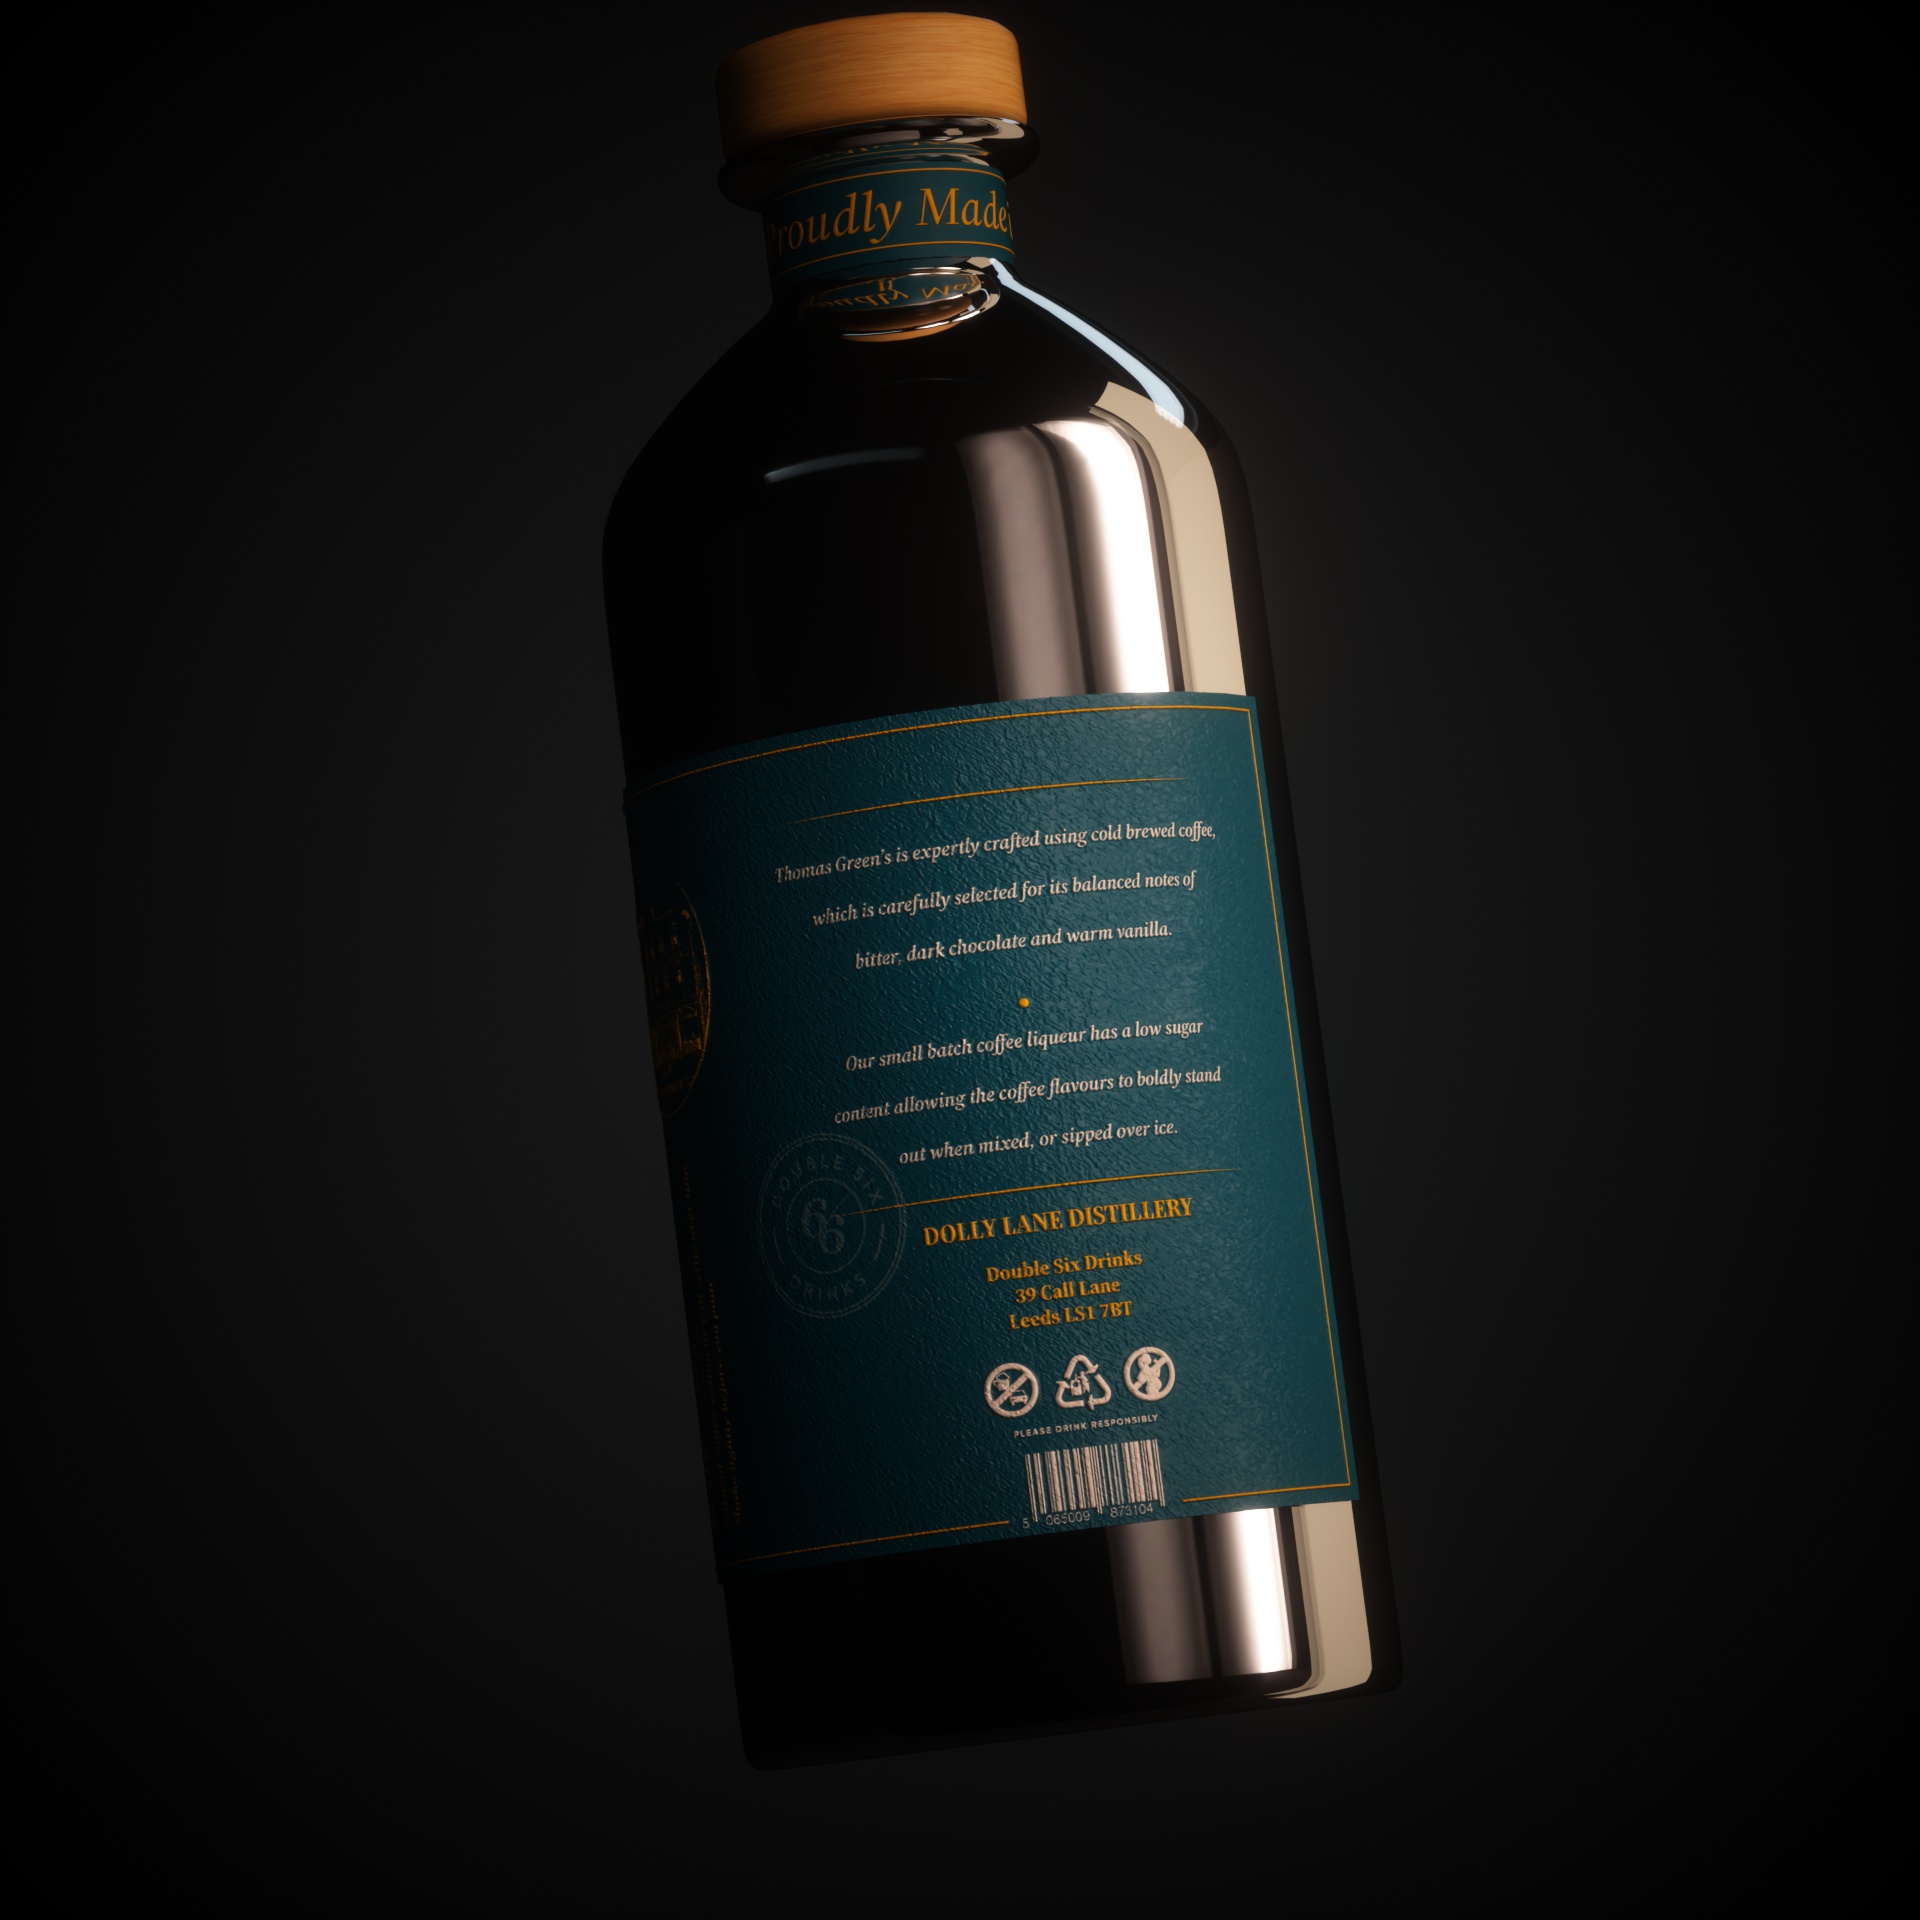 Proudly Made
Thomas Green's is expertly crafted using cold brewed coffee,
which is carefully selected for its balanced notes of
bitter, dark chocolate and warm vanilla.
Our small batch coffee liqueur has a low sugar
content allowing the coffee flavours to boldly stand
out when mixed, or sipped over ice.
DOUBLE SIX
66
DRINKS
DOLLY LANE DISTILLERY
Double Six Drinks
39 Call Lane
Leeds LS1 7BT
PLEASE DRINK RESPONSIBLY
5 065009 873104